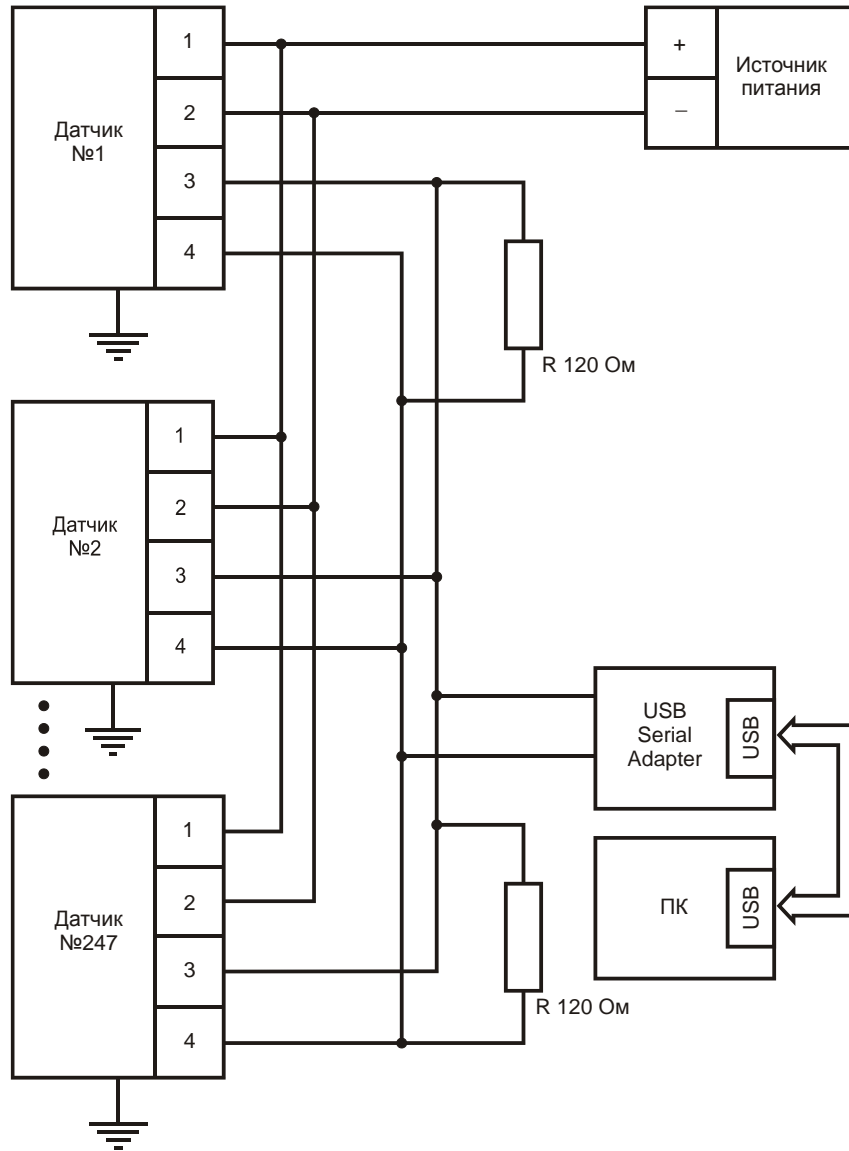 Датчик
№1
1
2
3
4
+
–
Источник
питания
R 120 Ом
Датчик
№2
1
2
3
4
USB
Serial
Adapter
USB
ПК
USB
Датчик
№247
1
2
3
4
R 120 Ом